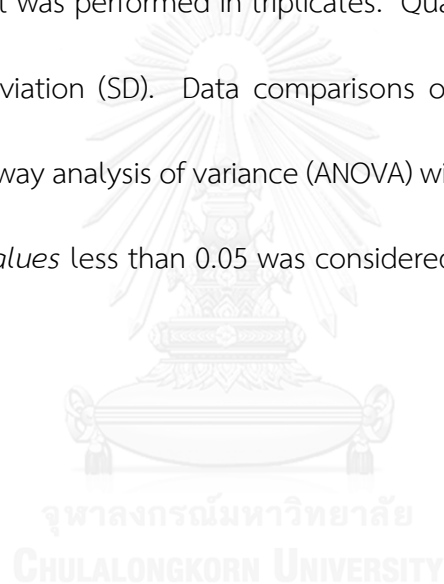 t was performed in triplicates. Qua
viation (SD). Data comparisons o
way analysis of variance (ANOVA) wi
alues less than 0.05 was considered
จุฬาลงกรณ์มหาวิทยาลัย
CHULALONGKORN UNIVERSITY